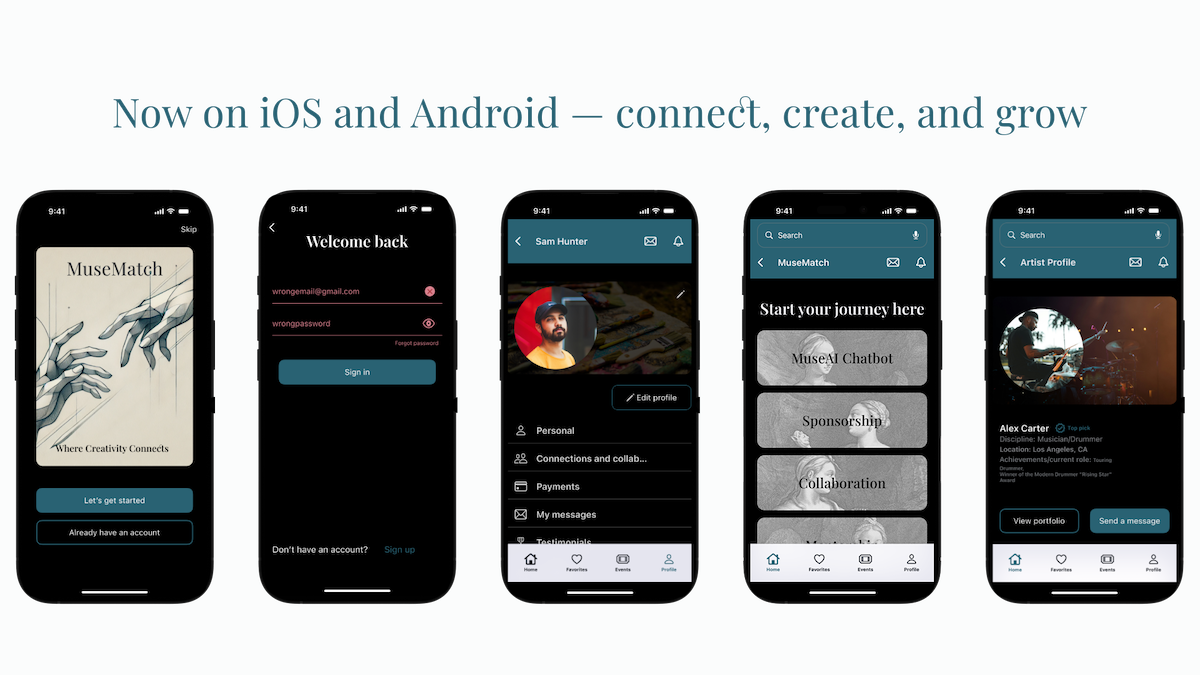 Now on iOS and Android — connect, create, and grow
9:41
Skip
MuseMatch
Where Creativity Connects
Let's get started
Already have an account
9:41
Welcome back
wrongemail@gmail.com
wrongpassword
Forgot password
Sign in
Don't have an account? Sign up
9:41
Sam Hunter
Edit profile
Personal
Connections and collab...
Payments
My messages
Testimonials
Home Favorites Events Profile
9:41
Search
MuseMatch
Start your journey here
MuseAI Chatbot
Sponsorship
Collaboration
Mentorship
Home Favorites Events Profile
9:41
Search
Artist Profile
Alex Carter Top pick
Discipline: Musician/Drummer
Location: Los Angeles, CA
Achievements/current role: Touring
Drummer,
Winner of the Modern Drummer "Rising Star"
Award
View portfolio Send a message
Home Favorites Events Profile